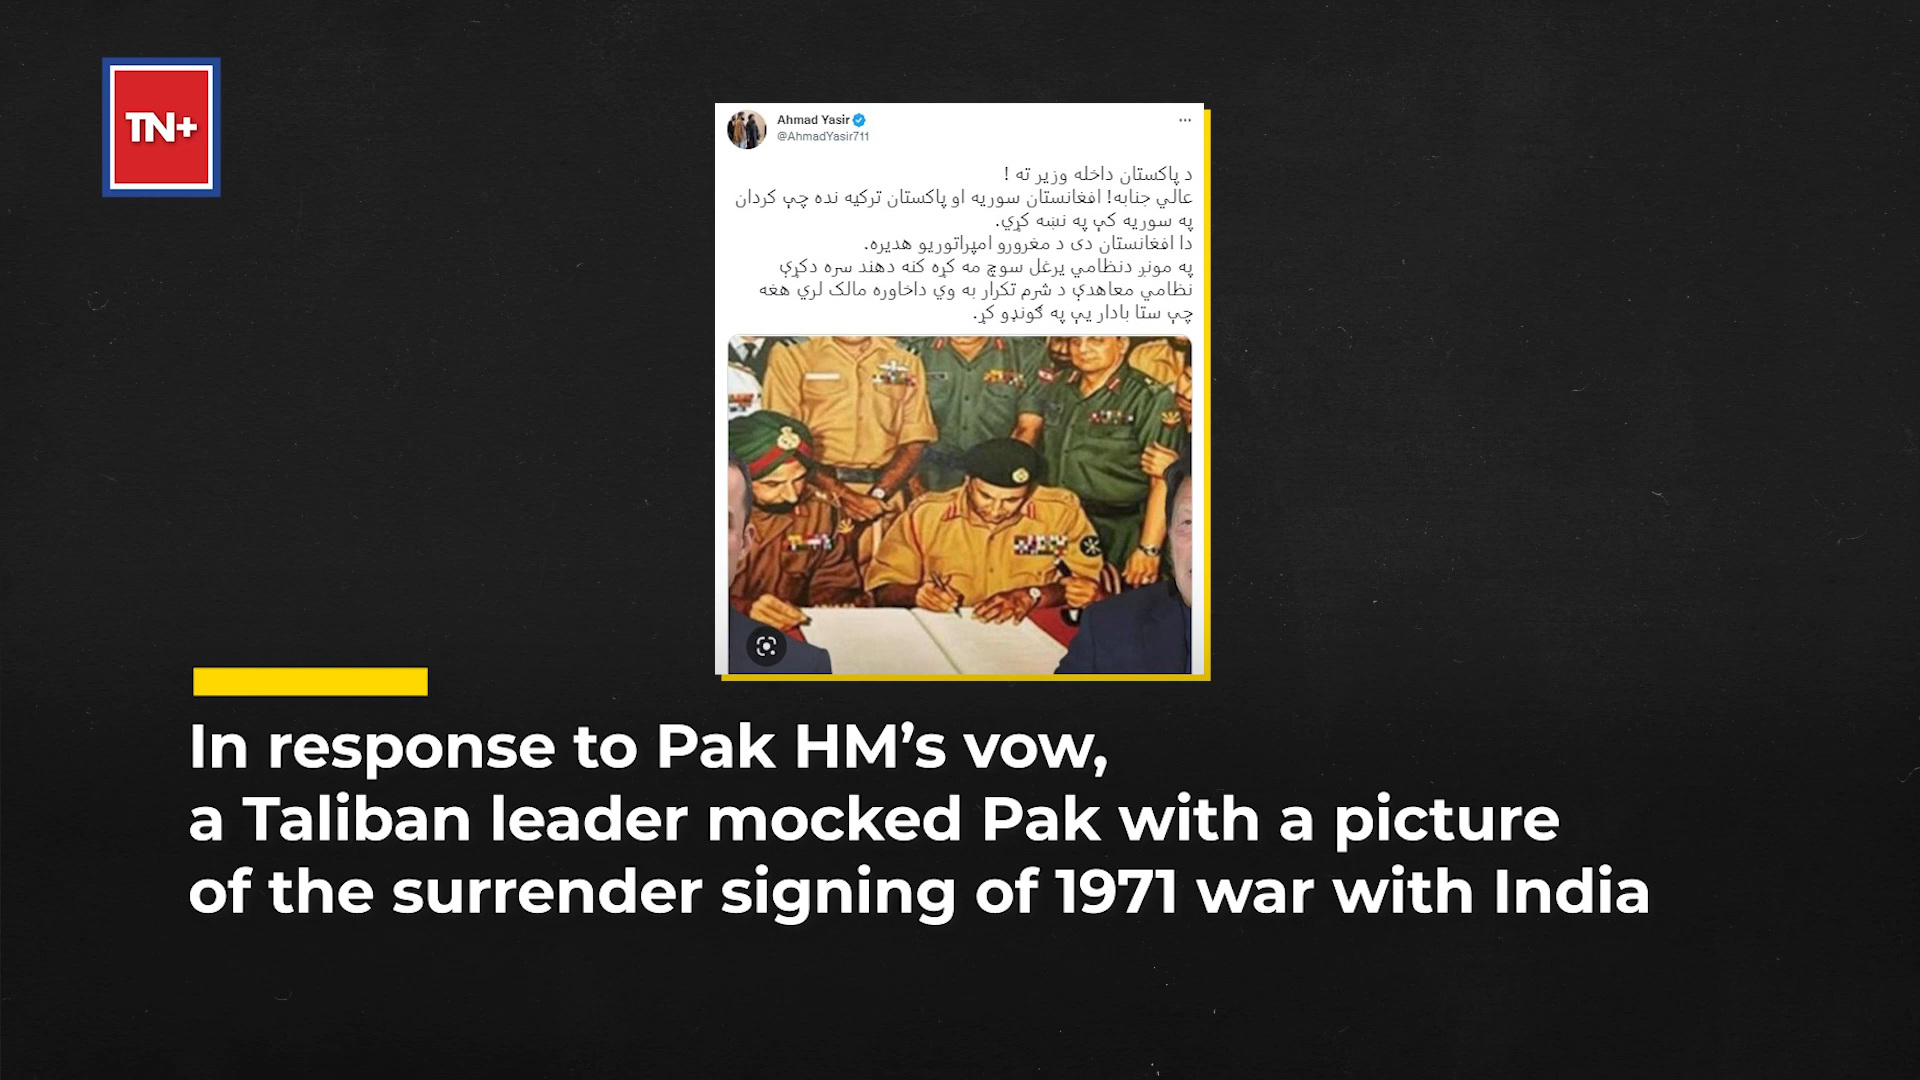 TN+
Ahmad Yasir
@AhmadYasir711
د پاکستان داخله وزیر ته !
عالي جنابه! افغانستان سوریه او پاکستان ترکیه نده چې کردان
په سوریه کې په نښه کړي.
دا افغانستان دی د مغرورو امپراتوریو هدیره.
په مونږ دنظامي یرغل سوچ مه کړه کنه دهند سره دکړې
نظامي معاهدې د شرم تکرار به وي داخاوره مالک لري هغه
چې ستا بادار یې په ګونډو کړ.
In response to Pak HM’s vow,
a Taliban leader mocked Pak with a picture
of the surrender signing of 1971 war with India